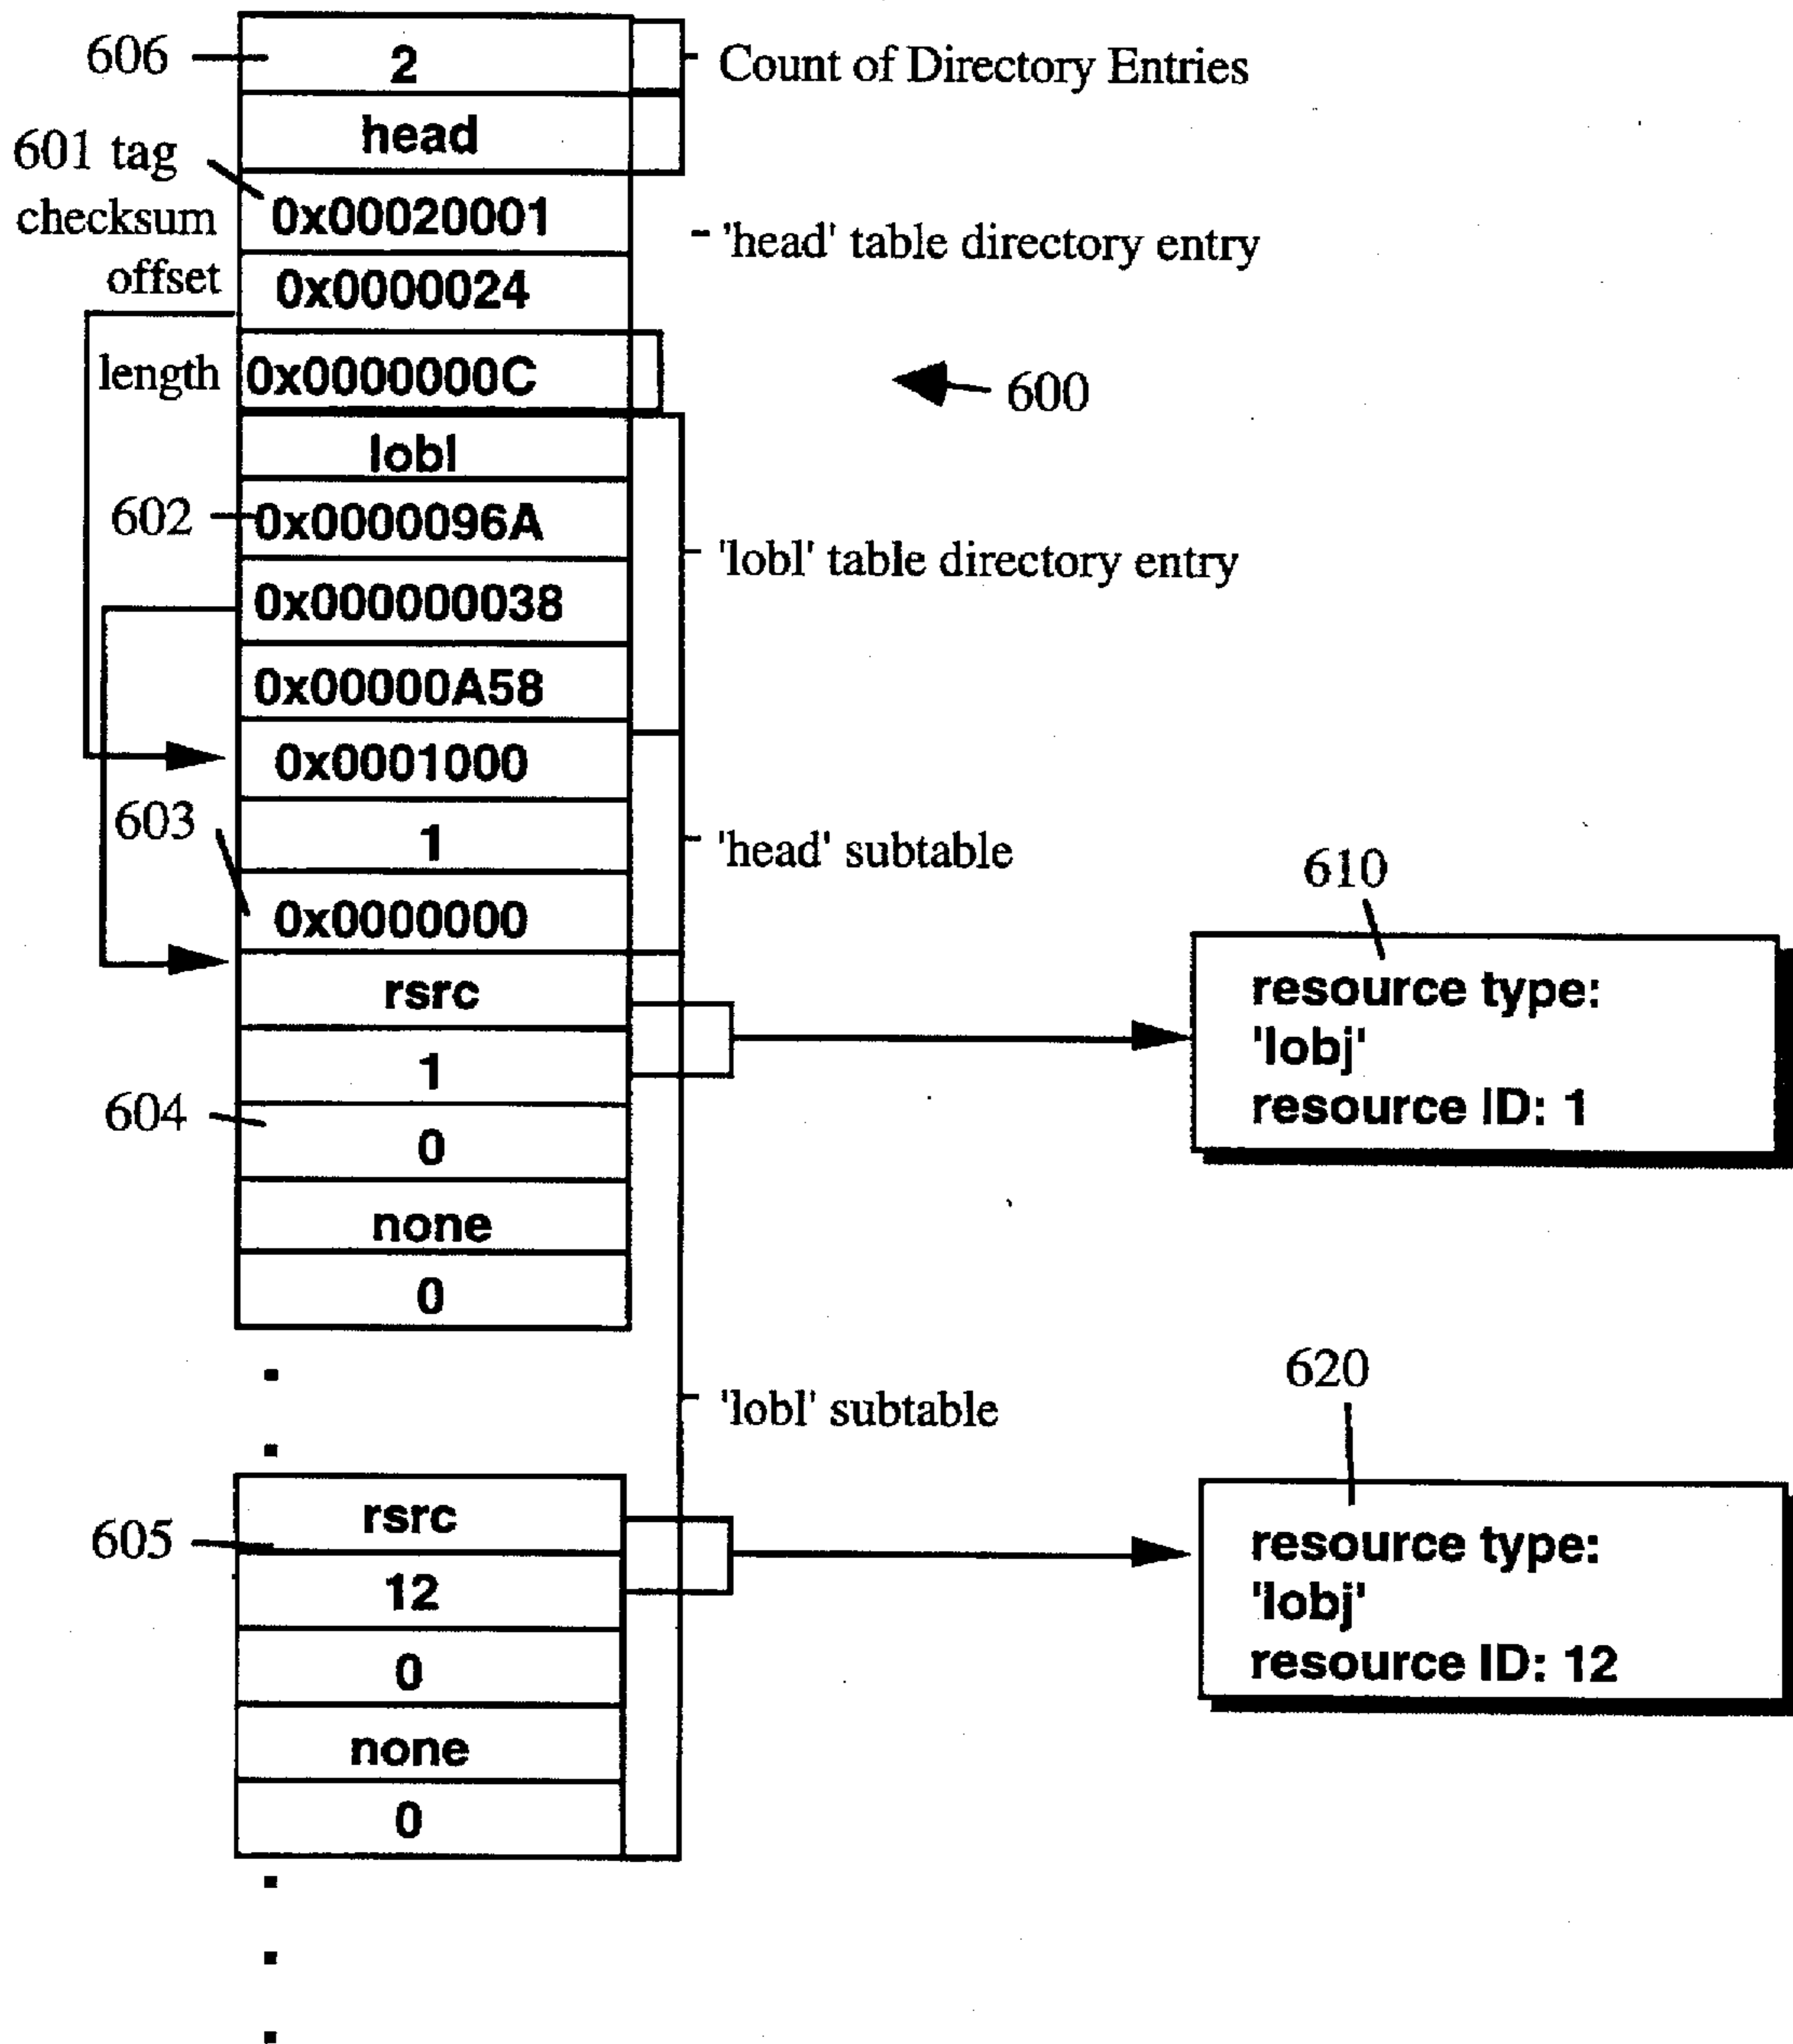 606
2
Count of Directory Entries
head
601 tag
checksum
0x00020001
'head' table directory entry
offset
0x0000024
length
0x0000000C
600
lobl
602
0x0000096A
'lobl' table directory entry
0x000000038
0x00000A58
0x0001000
603
1
'head' subtable
0x0000000
610
rsrc
resource type:
'lobj'
resource ID: 1
1
604
0
none
0
620
'lobl' subtable
rsrc
605
12
resource type:
'lobj'
resource ID: 12
0
none
0